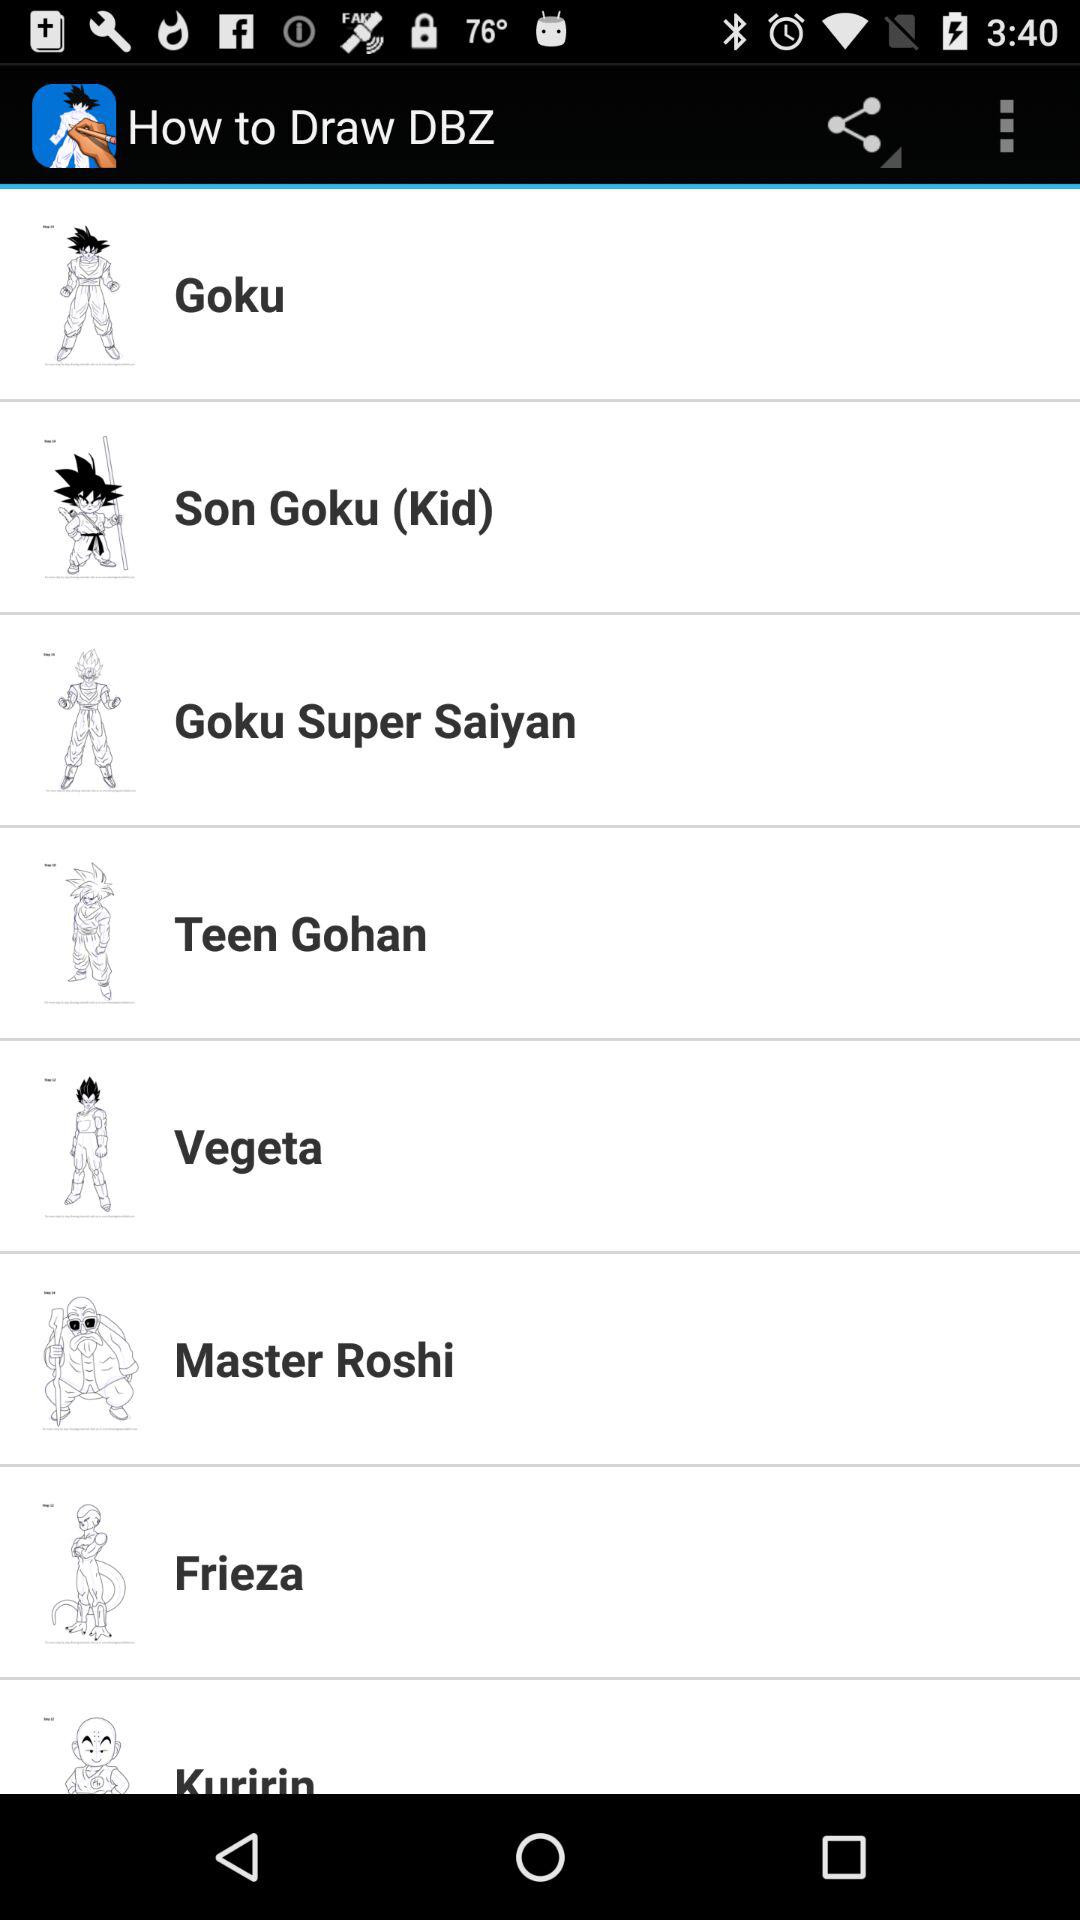 FAKE 76° 3:40
How to Draw DBZ
Goku
Son Goku (Kid)
Goku Super Saiyan
Teen Gohan
Vegeta
Master Roshi
Frieza
Kuririn